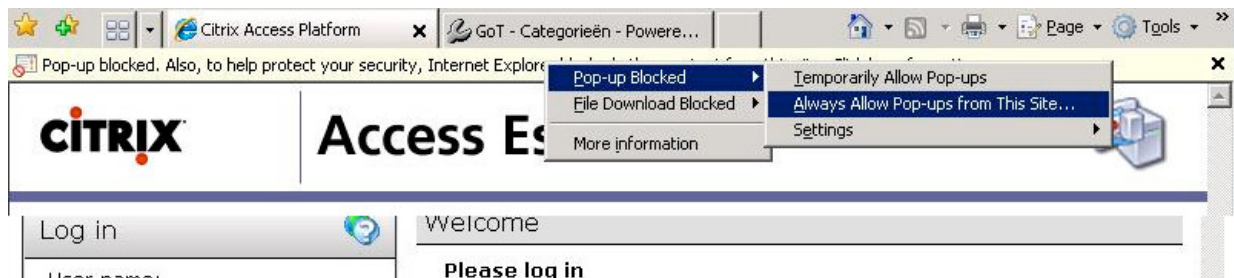 Citrix Access Platform
GoT - Categorieën - Powere...
Page
Tools
»
Pop-up blocked. Also, to help protect your security, Internet Explore
Pop-up Blocked
File Download Blocked
More information
Temporarily Allow Pop-ups
Always Allow Pop-ups from This Site...
Settings
CITRIX
Access Es
Log in
Welcome
Please log in
User name: